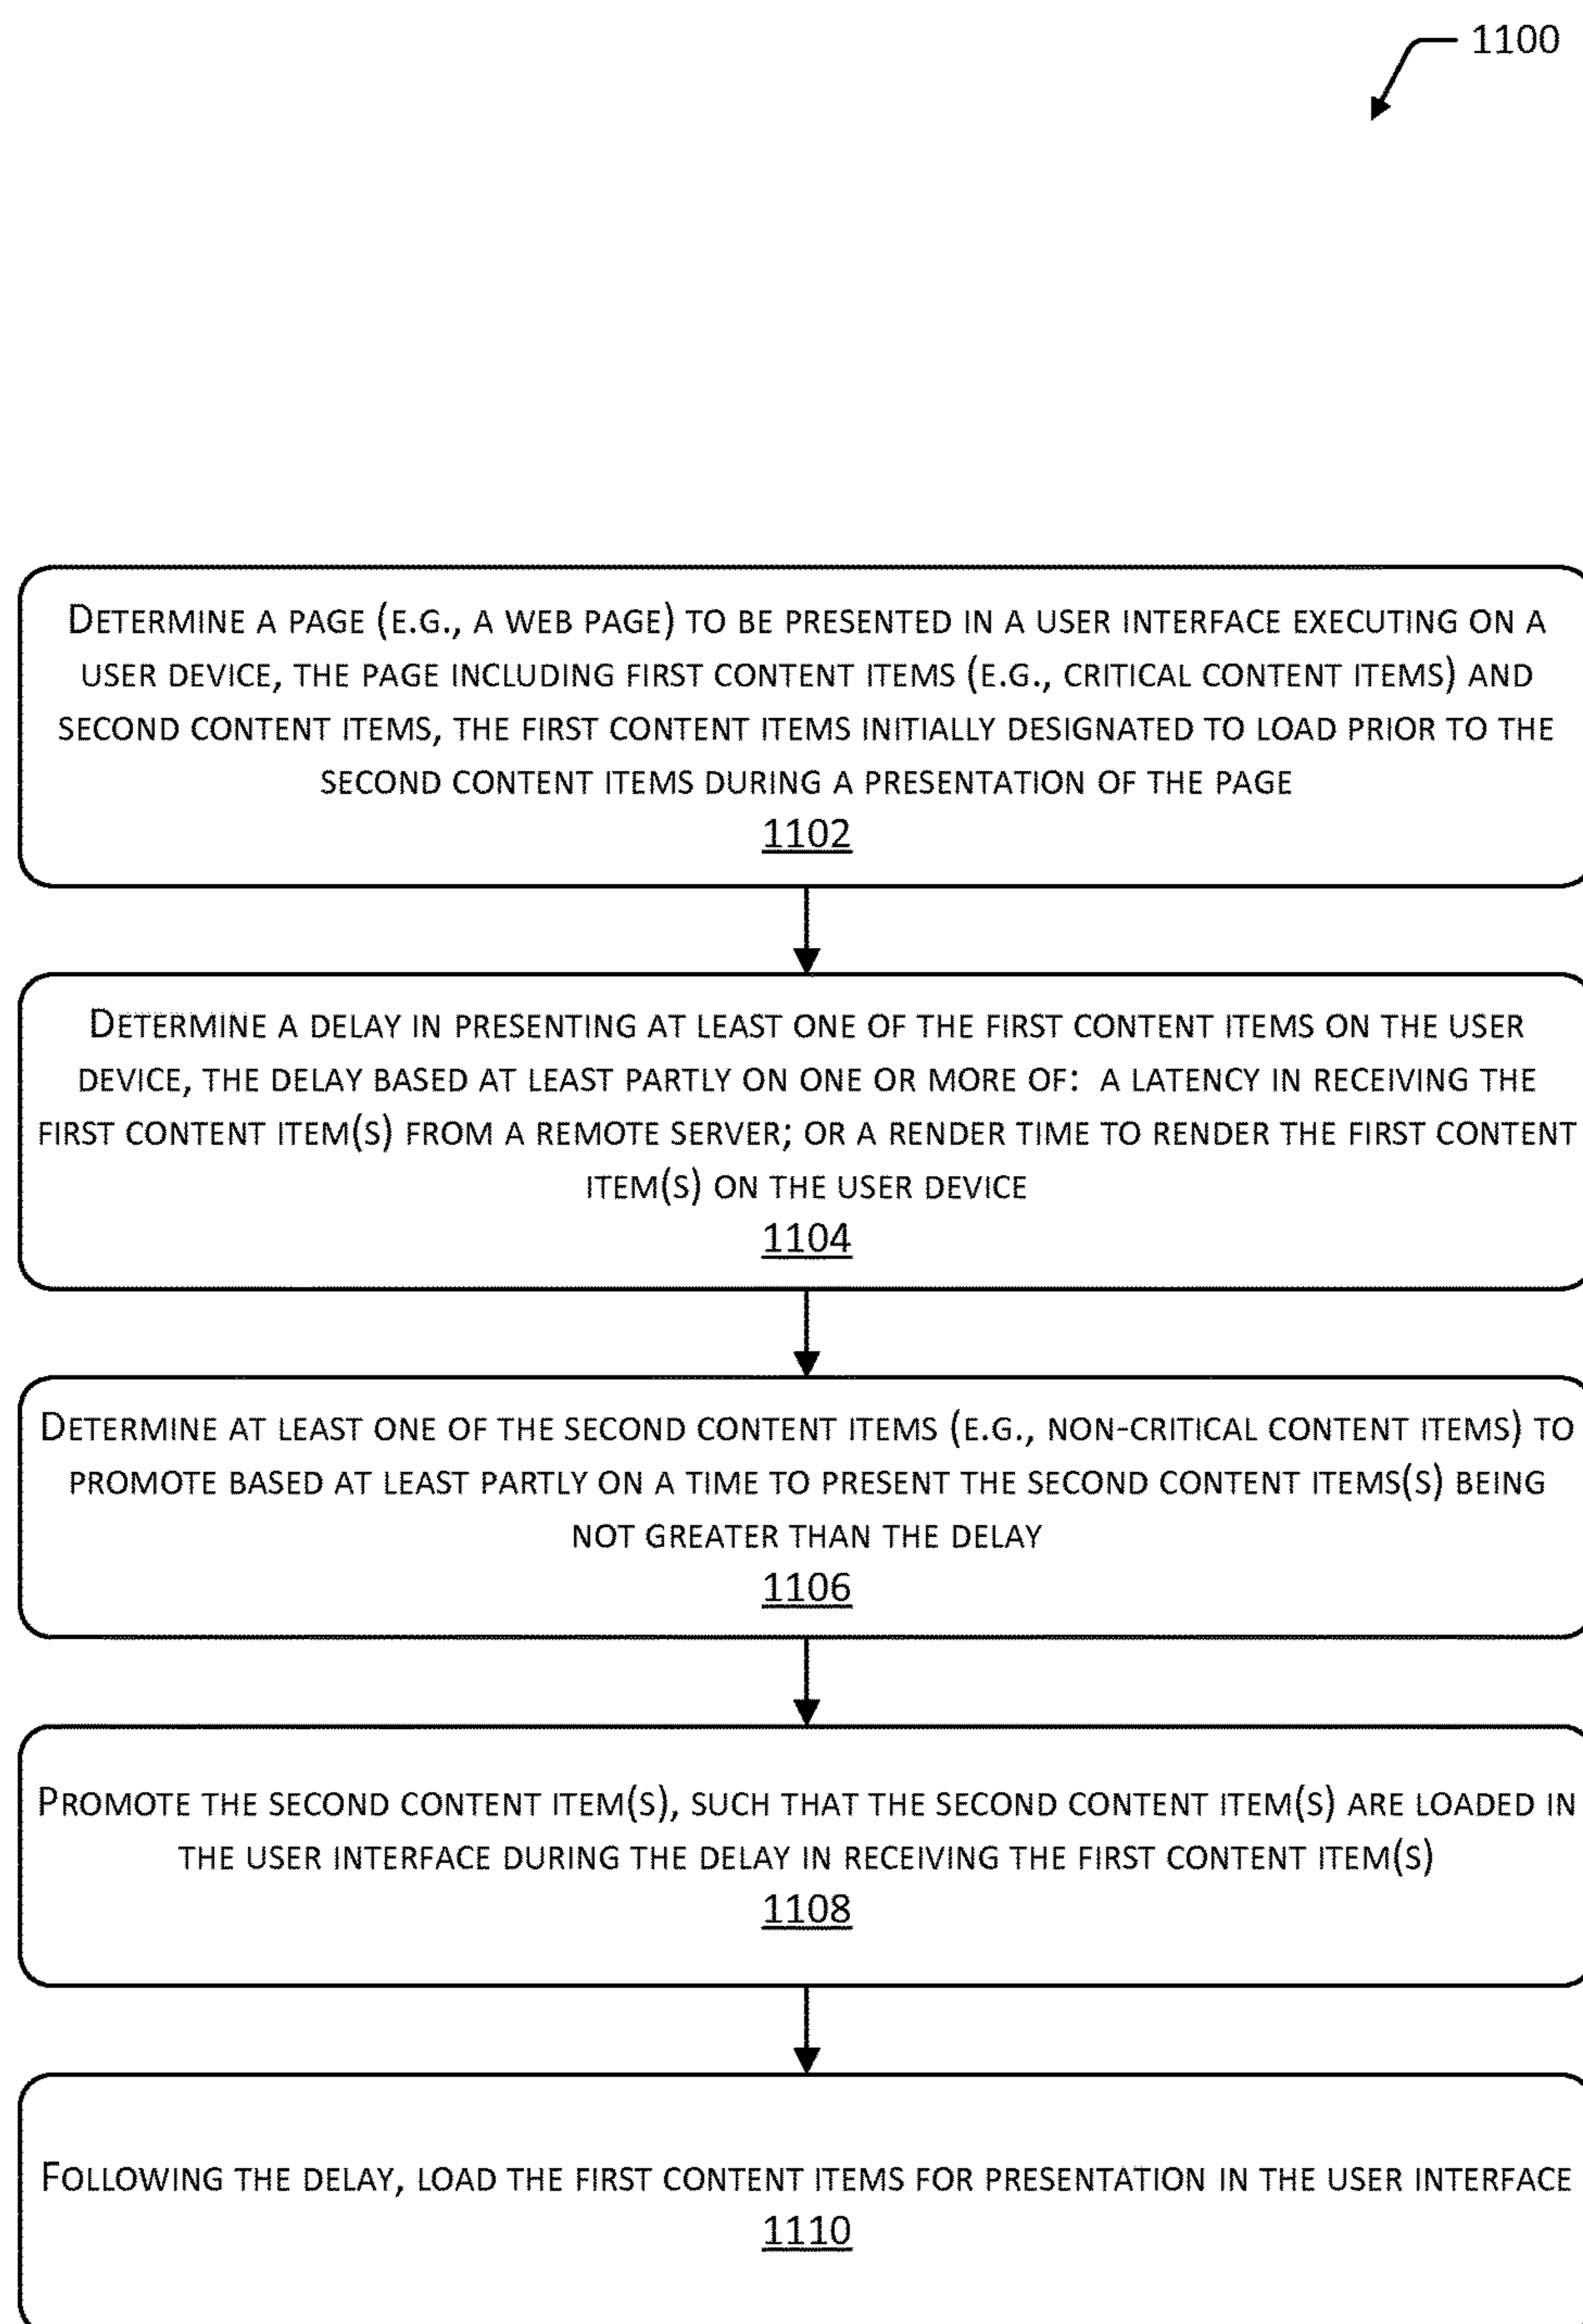 1100
DETERMINE A PAGE (E.G., A WEB PAGE) TO BE PRESENTED IN A USER INTERFACE EXECUTING ON A
USER DEVICE, THE PAGE INCLUDING FIRST CONTENT ITEMS (E.G., CRITICAL CONTENT ITEMS) AND
SECOND CONTENT ITEMS, THE FIRST CONTENT ITEMS INITIALLY DESIGNATED TO LOAD PRIOR TO THE
SECOND CONTENT ITEMS DURING A PRESENTATION OF THE PAGE
1102
DETERMINE A DELAY IN PRESENTING AT LEAST ONE OF THE FIRST CONTENT ITEMS ON THE USER
DEVICE, THE DELAY BASED AT LEAST PARTLY ON ONE OR MORE OF: A LATENCY IN RECEIVING THE
FIRST CONTENT ITEM(S) FROM A REMOTE SERVER; OR A RENDER TIME TO RENDER THE FIRST CONTENT
ITEM(S) ON THE USER DEVICE
1104
DETERMINE AT LEAST ONE OF THE SECOND CONTENT ITEMS (E.G., NON-CRITICAL CONTENT ITEMS) TO
PROMOTE BASED AT LEAST PARTLY ON A TIME TO PRESENT THE SECOND CONTENT ITEMS(S) BEING
NOT GREATER THAN THE DELAY
1106
PROMOTE THE SECOND CONTENT ITEM(S), SUCH THAT THE SECOND CONTENT ITEM(S) ARE LOADED IN
THE USER INTERFACE DURING THE DELAY IN RECEIVING THE FIRST CONTENT ITEM(S)
1108
FOLLOWING THE DELAY, LOAD THE FIRST CONTENT ITEMS FOR PRESENTATION IN THE USER INTERFACE
1110